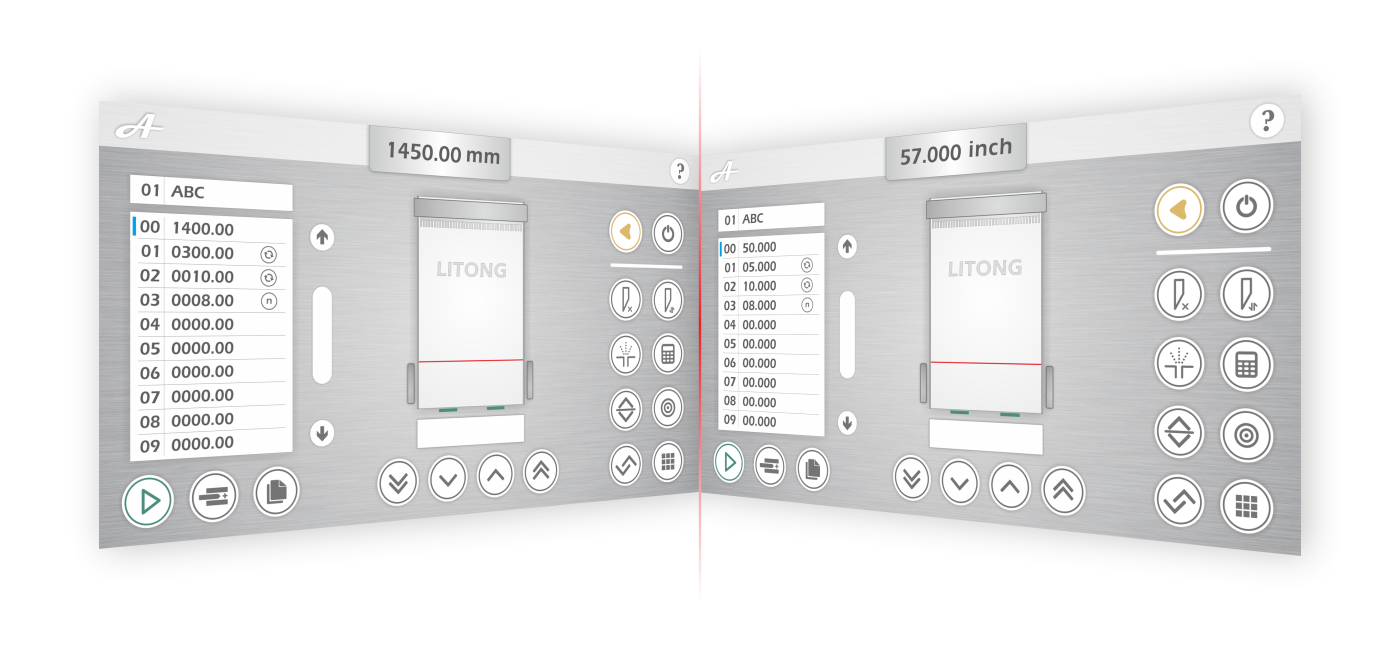 A
1450.00 mm
?
01 ABC
00 1400.00
01 0300.00
02 0010.00
03 0008.00 n
04 0000.00
05 0000.00
06 0000.00
07 0000.00
08 0000.00
09 0000.00
LITONG
A
57.000 inch
?
01 ABC
00 50.000
01 05.000
02 10.000
03 08.000 n
04 00.000
05 00.000
06 00.000
07 00.000
08 00.000
09 00.000
LITONG